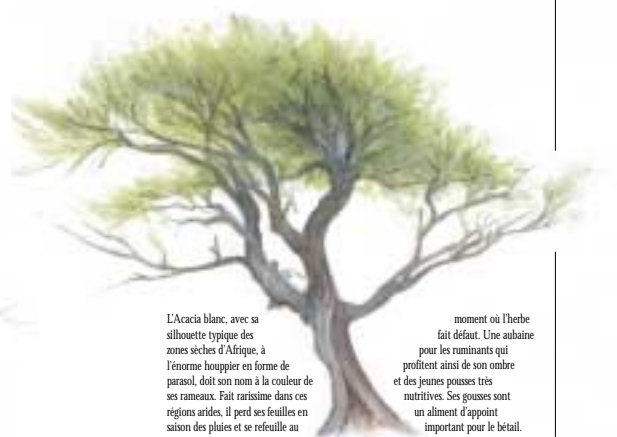 L'Acacia blanc, avec sa
silhouette typique des
zones sèches d'Afrique, à
l'énorme houppier en forme de
parasol, doit son nom à la couleur de
ses rameaux. Fait rarissime dans ces
régions arides, il perd ses feuilles en
saison des pluies et se refeuille au
moment où l'herbe
fait défaut. Une aubaine
pour les ruminants qui
profitent ainsi de son ombre
et des jeunes pousses très
nutritives. Ses gousses sont
un aliment d'appoint
important pour le bétail.